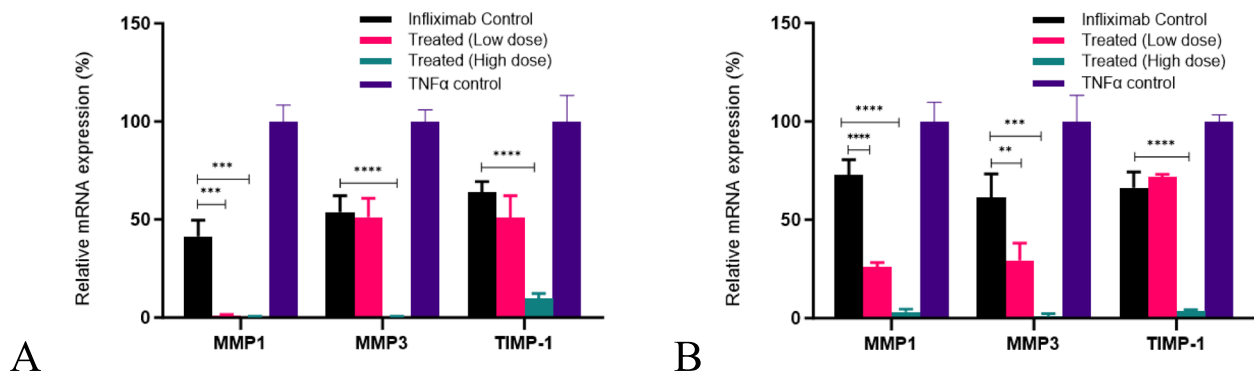 A
Relative mRNA expression (%)
150
100
50
0
Infliximab Control
Treated (Low dose)
Treated (High dose)
TNFα control
***
***
****
****
MMP1
MMP3
TIMP-1
B
Relative mRNA expression (%)
150
100
50
0
Infliximab Control
Treated (Low dose)
Treated (High dose)
TNFα control
****
****
***
**
****
MMP1
MMP3
TIMP-1